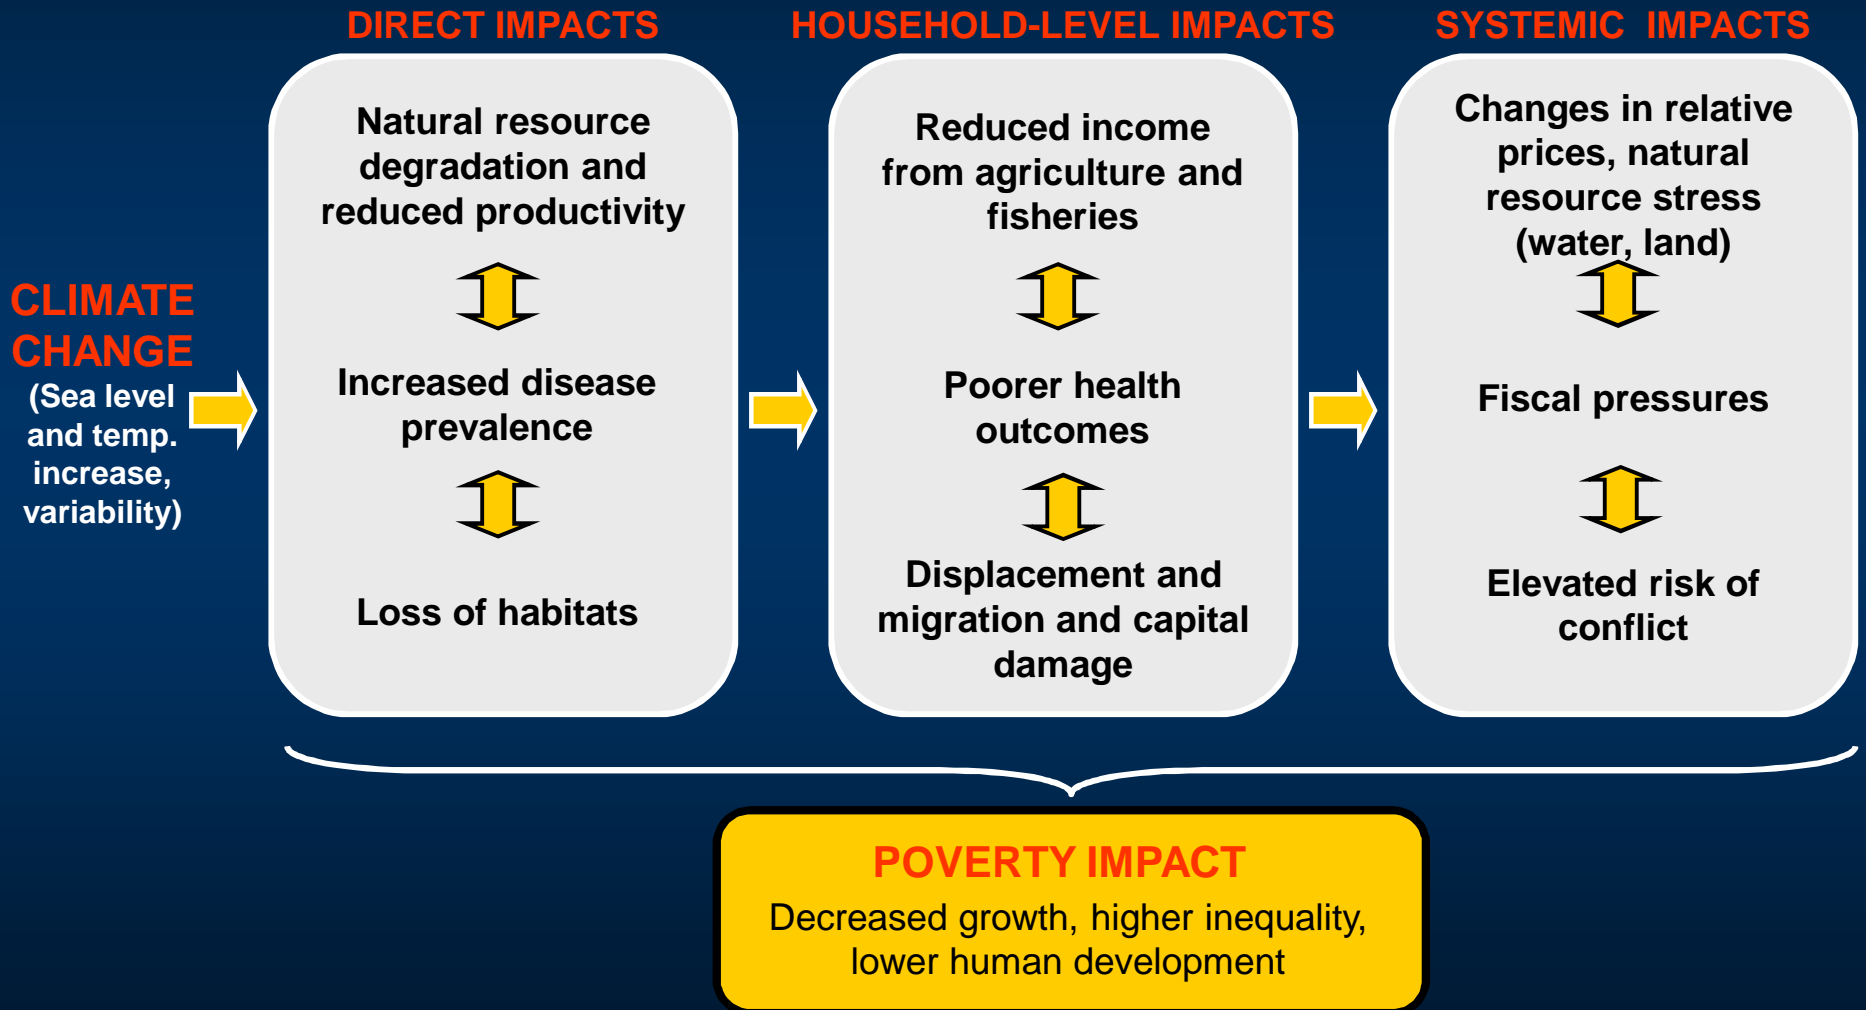 DIRECT IMPACTS
HOUSEHOLD-LEVEL IMPACTS
SYSTEMIC IMPACTS
CLIMATE
CHANGE
(Sea level
and temp.
increase,
variability)
Natural resource
degradation and
reduced productivity
Increased disease
prevalence
Loss of habitats
Reduced income
from agriculture and
fisheries
Poorer health
outcomes
Displacement and
migration and capital
damage
Changes in relative
prices, natural
resource stress
(water, land)
Fiscal pressures
Elevated risk of
conflict
POVERTY IMPACT
Decreased growth, higher inequality,
lower human development